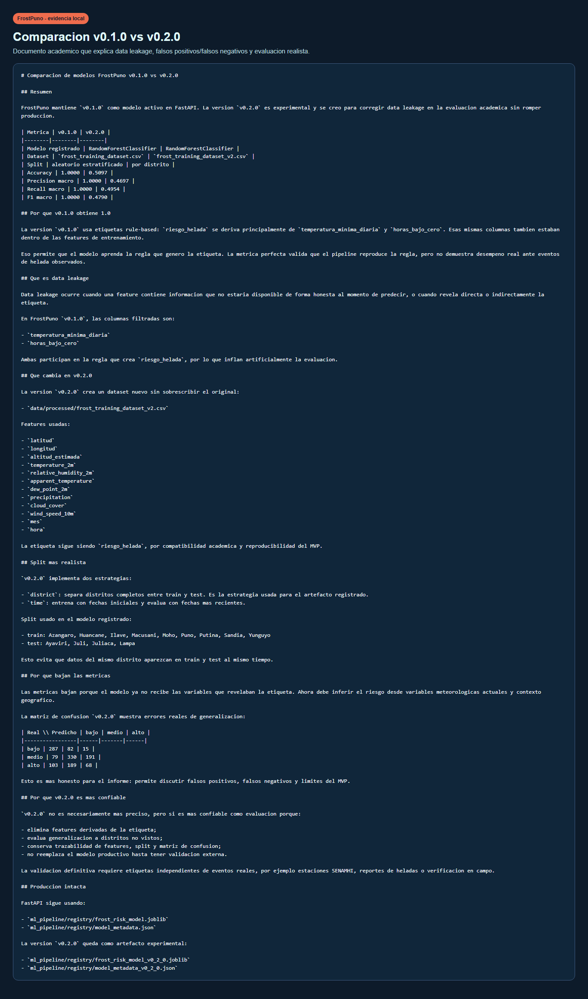 FrostPuno - evidencia local
Comparacion v0.1.0 vs v0.2.0
Documento academico que explica data leakage, falsos positivos/falsos negativos y evaluacion realista.
# Comparacion de modelos FrostPuno v0.1.0 vs v0.2.0
## Resumen
FrostPuno mantiene `v0.1.0` como modelo activo en FastAPI. La version `v0.2.0` es experimental y se creo para corregir data leakage en la evaluacion academica sin romper
produccion.
| Metrica | v0.1.0 | v0.2.0 |
|--------|--------|--------|
| Modelo registrado | RandomForestClassifier | RandomForestClassifier |
| Dataset | `frost_training_dataset.csv` | `frost_training_dataset_v2.csv` |
| Split | aleatorio estratificado | por distrito |
| Accuracy | 1.0000 | 0.5097 |
| Precision macro | 1.0000 | 0.4697 |
| Recall macro | 1.0000 | 0.4954 |
| F1 macro | 1.0000 | 0.4790 |
## Por que v0.1.0 obtiene 1.0
La version `v0.1.0` usa etiquetas rule-based: `riesgo_helada` se deriva principalmente de `temperatura_minima_diaria` y `horas_bajo_cero`. Esas mismas columnas tambien estaban
dentro de las features de entrenamiento.
Eso permite que el modelo aprenda la regla que genero la etiqueta. La metrica perfecta valida que el pipeline reproduce la regla, pero no demuestra desempeno real ante eventos
de helada observados.
## Que es data leakage
Data leakage ocurre cuando una feature contiene informacion que no estaria disponible de forma honesta al momento de predecir, o cuando revela directa o indirectamente la
etiqueta.
En FrostPuno `v0.1.0`, las columnas filtradas son:
- `temperatura_minima_diaria`
- `horas_bajo_cero`
Ambas participan en la regla que crea `riesgo_helada`, por lo que inflan artificialmente la evaluacion.
## Que cambia en v0.2.0
La version `v0.2.0` crea un dataset nuevo sin sobrescribir el original:
- `data/processed/frost_training_dataset_v2.csv`
Features usadas:
- `latitud`
- `longitud`
- `altitud_estimada`
- `temperature_2m`
- `relative_humidity_2m`
- `apparent_temperature`
- `dew_point_2m`
- `precipitation`
- `cloud_cover`
- `wind_speed_10m`
- `mes`
- `hora`
La etiqueta sigue siendo `riesgo_helada`, por compatibilidad academica y reproducibilidad del MVP.
## Split mas realista
`v0.2.0` implementa dos estrategias:
- `district`: separa distritos completos entre train y test. Es la estrategia usada para el artefacto registrado.
- `time`: entrena con fechas iniciales y evalua con fechas mas recientes.
Split usado en el modelo registrado:
- train: Azangaro, Huancane, Ilave, Macusani, Moho, Puno, Putina, Sandia, Yunguyo
- test: Ayaviri, Juli, Juliaca, Lampa
Esto evita que datos del mismo distrito aparezcan en train y test al mismo tiempo.
## Por que bajan las metricas
Las metricas bajan porque el modelo ya no recibe las variables que revelaban la etiqueta. Ahora debe inferir el riesgo desde variables meteorologicas actuales y contexto
geografico.
La matriz de confusion `v0.2.0` muestra errores reales de generalizacion:
| Real \\ Predicho | bajo | medio | alto |
|-----------------|------|-------|------|
| bajo | 287 | 82 | 15 |
| medio | 79 | 330 | 191 |
| alto | 103 | 189 | 68 |
Esto es mas honesto para el informe: permite discutir falsos positivos, falsos negativos y limites del MVP.
## Por que v0.2.0 es mas confiable
`v0.2.0` no es necesariamente mas preciso, pero si es mas confiable como evaluacion porque:
- elimina features derivadas de la etiqueta;
- evalua generalizacion a distritos no vistos;
- conserva trazabilidad de features, split y matriz de confusion;
- no reemplaza el modelo productivo hasta tener validacion externa.
La validacion definitiva requiere etiquetas independientes de eventos reales, por ejemplo estaciones SENAMHI, reportes de heladas o verificacion en campo.
## Produccion intacta
FastAPI sigue usando:
- `ml_pipeline/registry/frost_risk_model.joblib`
- `ml_pipeline/registry/model_metadata.json`
La version `v0.2.0` queda como artefacto experimental:
- `ml_pipeline/registry/frost_risk_model_v0_2_0.joblib`
- `ml_pipeline/registry/model_metadata_v0_2_0.json`